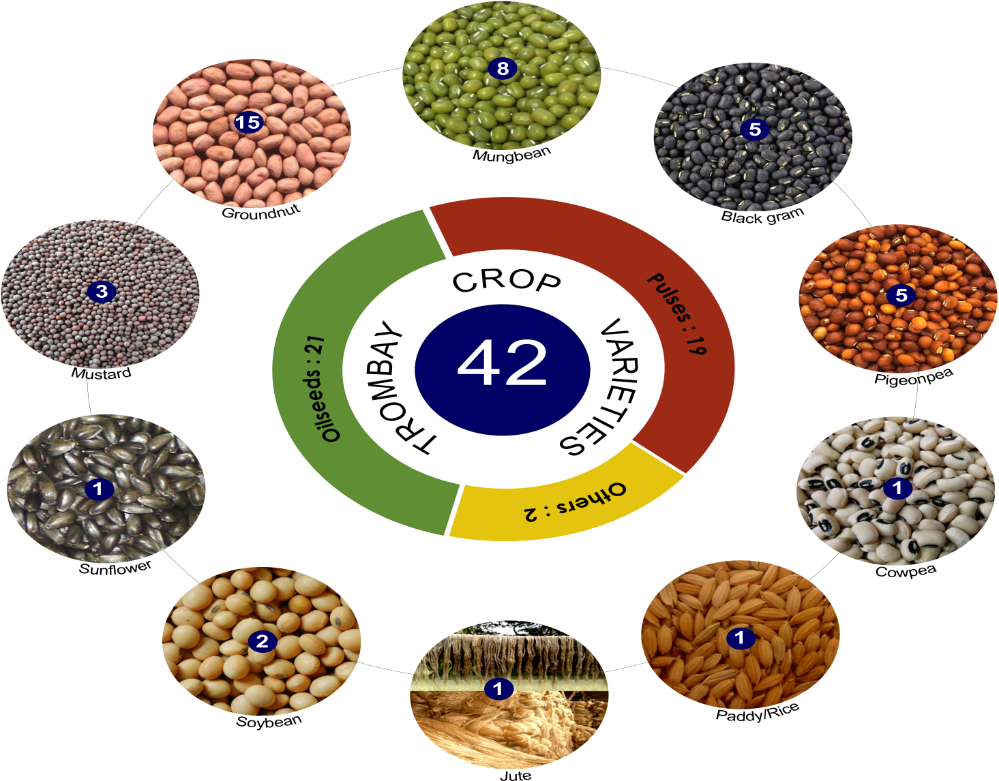 8
Mungbean
5
Black gram
5
Pigeonpea
1
Cowpea
1
Paddy/Rice
1
Jute
2
Soybean
1
Sunflower
3
Mustard
15
Groundnut
TROMBAY
CROP
VARIETIES
42
Pulses : 19
Others : 2
Oilseeds : 21